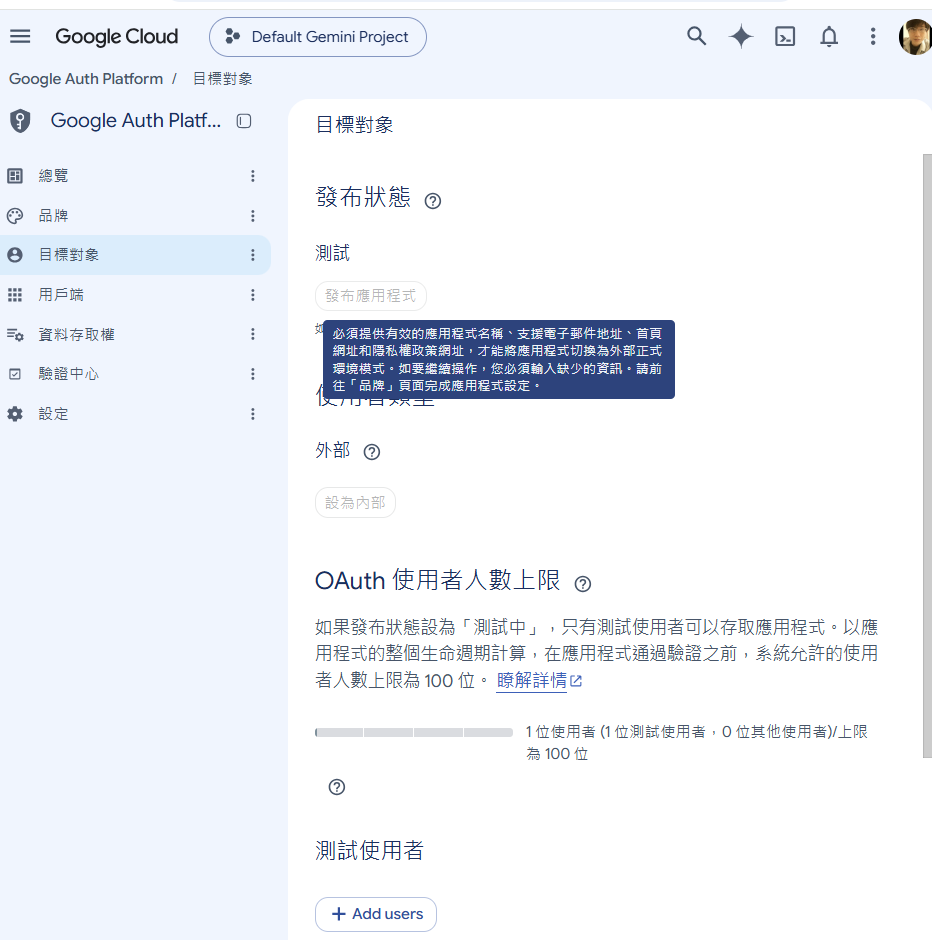 Google Cloud
Default Gemini Project
Google Auth Platform / 目標對象
Google Auth Platf...
總覽
品牌
目標對象
用戶端
資料存取權
驗證中心
設定
目標對象
發布狀態
測試
發布應用程式
必須提供有效的應用程式名稱、支援電子郵件地址、首頁
網址和隱私權政策網址，才能將應用程式切換為外部正式
環境模式。如要繼續操作，您必須輸入缺少的資訊。請前
往「品牌」頁面完成應用程式設定。
使用者類型
外部
設為內部
OAuth 使用者人數上限
如果發布狀態設為「測試中」，只有測試使用者可以存取應用程式。以應
用程式的整個生命週期計算，在應用程式通過驗證之前，系統允許的使用
者人數上限為 100 位。瞭解詳情
1 位使用者 (1 位測試使用者，0 位其他使用者)/上限
為 100 位
測試使用者
+ Add users